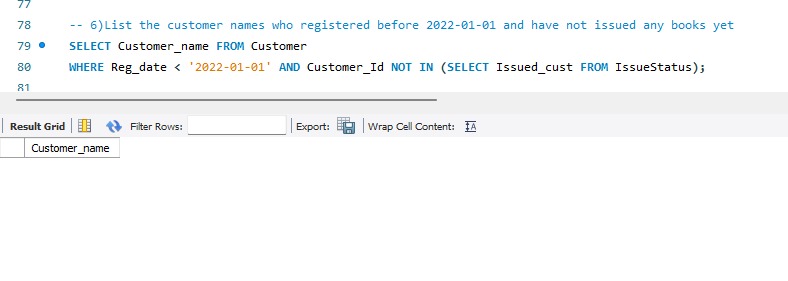 77
78 -- 6)List the customer names who registered before 2022-01-01 and have not issued any books yet
79 SELECT Customer_name FROM Customer
80 WHERE Reg_date < '2022-01-01' AND Customer_Id NOT IN (SELECT Issued_cust FROM IssueStatus);
81
Result Grid Filter Rows: Export: Wrap Cell Content: IA
Customer_name